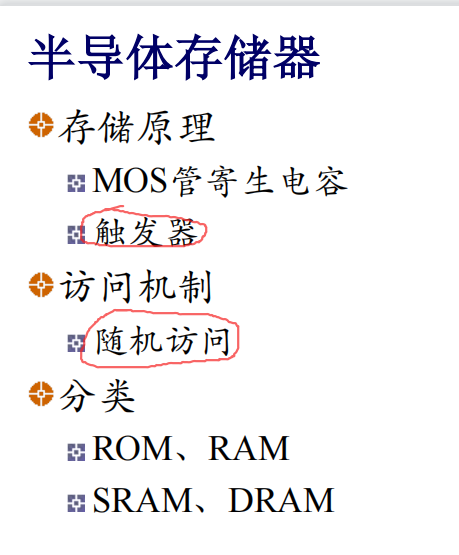 半导体存储器
存储原理
MOS管寄生电容
触发器
访问机制
随机访问
分类
ROM、RAM
SRAM、DRAM